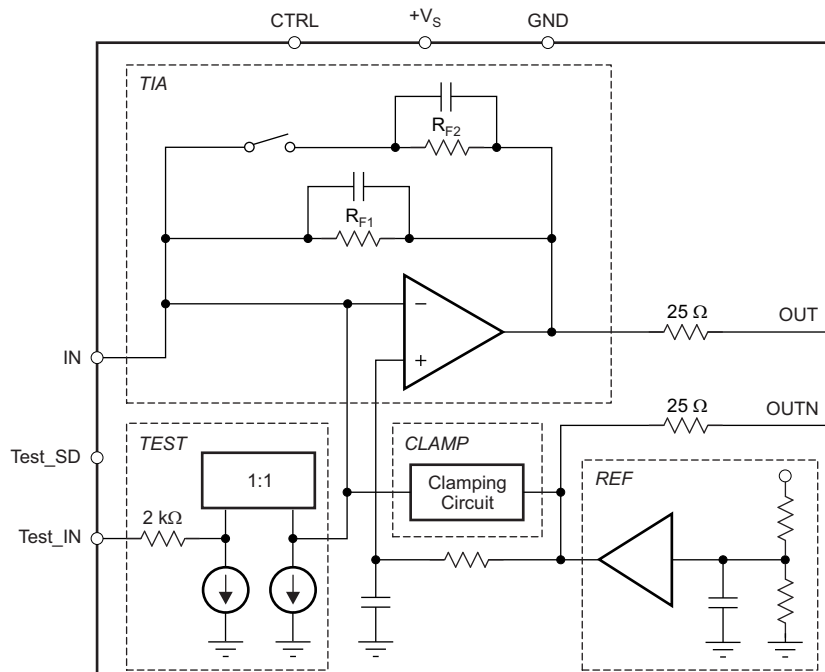 CTRL
+VS
GND
TIA
RF2
RF1
−
+
25 Ω
OUT
IN
25 Ω
OUTN
Test_SD
TEST
CLAMP
REF
1:1
Clamping
Circuit
2 kΩ
Test_IN